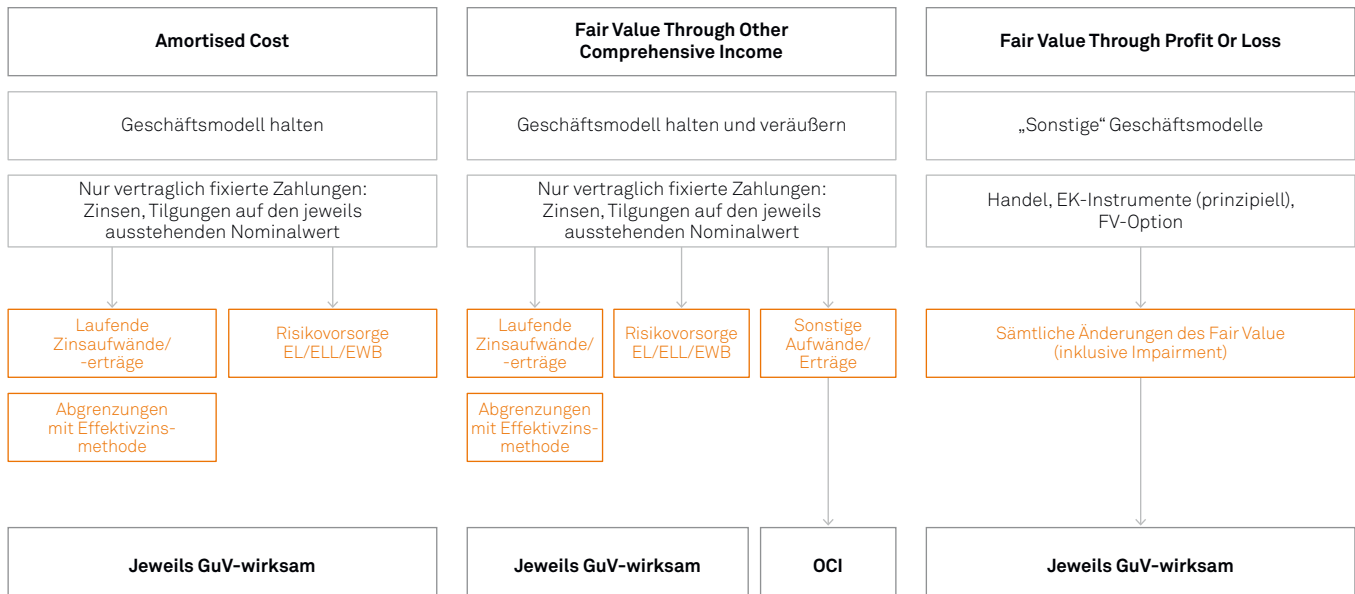 Amortised Cost
Fair Value Through Other
Comprehensive Income
Fair Value Through Profit Or Loss
Geschäftsmodell halten
Geschäftsmodell halten und veräußern
„Sonstige“ Geschäftsmodelle
Nur vertraglich fixierte Zahlungen:
Zinsen, Tilgungen auf den jeweils
ausstehenden Nominalwert
Nur vertraglich fixierte Zahlungen:
Zinsen, Tilgungen auf den jeweils
ausstehenden Nominalwert
Handel, EK-Instrumente (prinzipiell),
FV-Option
Laufende
Zinsaufwände/
-erträge
Risikovorsorge
EL/ELL/EWB
Laufende
Zinsaufwände/
-erträge
Risikovorsorge
EL/ELL/EWB
Sonstige
Aufwände/
Erträge
Sämtliche Änderungen des Fair Value
(inklusive Impairment)
Abgrenzungen
mit Effektivzins-
methode
Abgrenzungen
mit Effektivzins-
methode
Jeweils GuV-wirksam
Jeweils GuV-wirksam
OCI
Jeweils GuV-wirksam